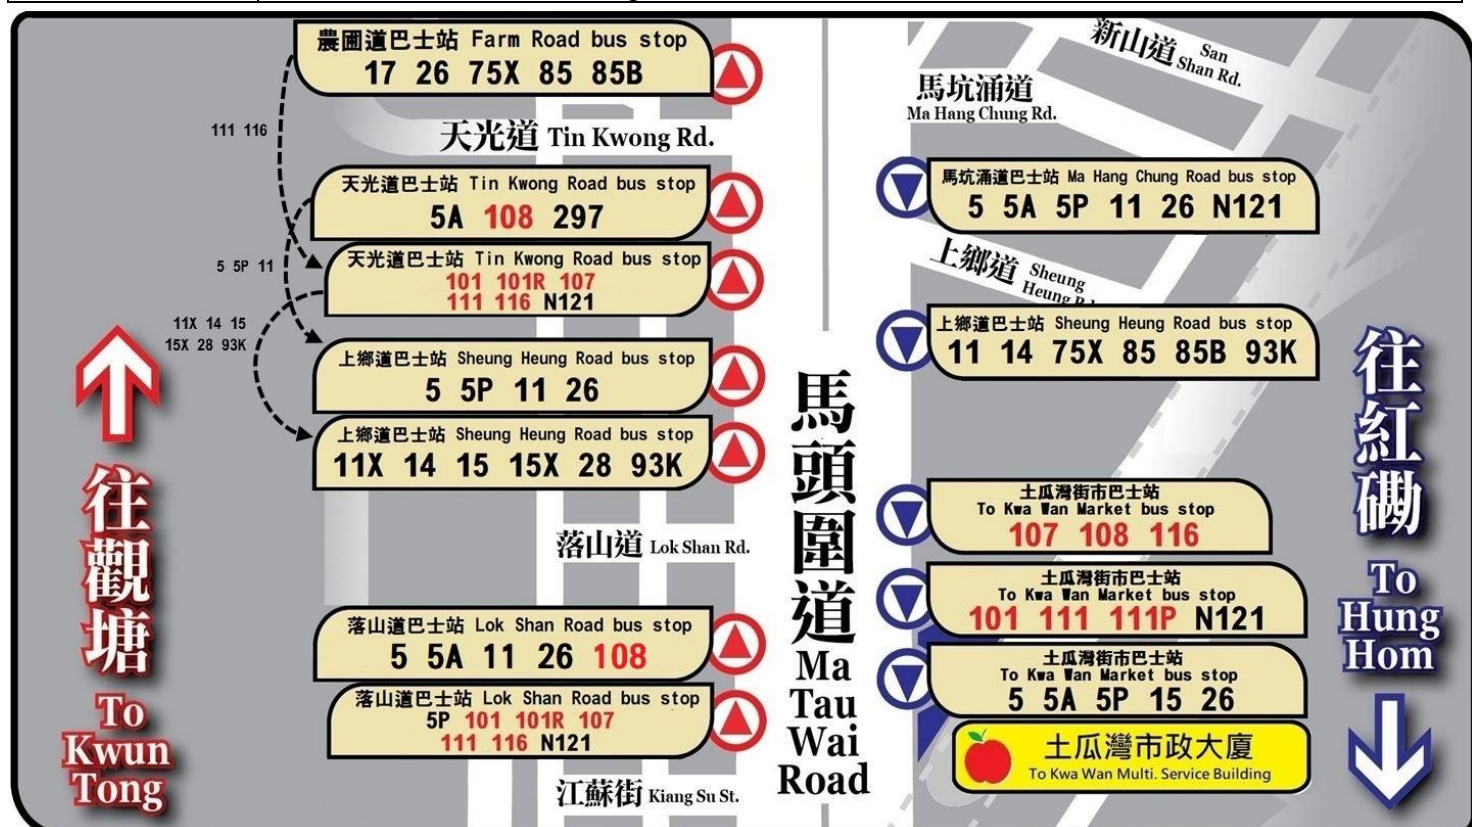 農圃道巴士站 Farm Road bus stop
17 26 75X 85 85B
111 116
天光道 Tin Kwong Rd.
天光道巴士站 Tin Kwong Road bus stop
5A 108 297
5 5P 11
天光道巴士站 Tin Kwong Road bus stop
101 101R 107
111 116 N121
11X 14 15
15X 28 93K
上鄉道巴士站 Sheung Heung Road bus stop
5 5P 11 26
上鄉道巴士站 Sheung Heung Road bus stop
11X 14 15 15X 28 93K
落山道 Lok Shan Rd.
落山道巴士站 Lok Shan Road bus stop
5 5A 11 26 108
落山道巴士站 Lok Shan Road bus stop
5P 101 101R 107
111 116 N121
江蘇街 Kiang Su St.
往觀塘
To
Kwun
Tong
馬頭圍道
Ma
Tau
Wai
Road
新山道 San
Shan Rd.
馬坑涌道
Ma Hang Chung Rd.
馬坑涌道巴士站 Ma Hang Chung Road bus stop
5 5A 5P 11 26 N121
上鄉道 Sheung
Heung
上鄉道巴士站 Sheung Heung Road bus stop
11 14 75X 85 85B 93K
土瓜灣街市巴士站
To Kwa Wan Market bus stop
107 108 116
土瓜灣街市巴士站
To Kwa Wan Market bus stop
101 111 111P N121
土瓜灣街市巴士站
To Kwa Wan Market bus stop
5 5A 5P 15 26
土瓜灣市政大廈
To Kwa Wan Multi. Service Building
往紅磡
To
Hung
Hom